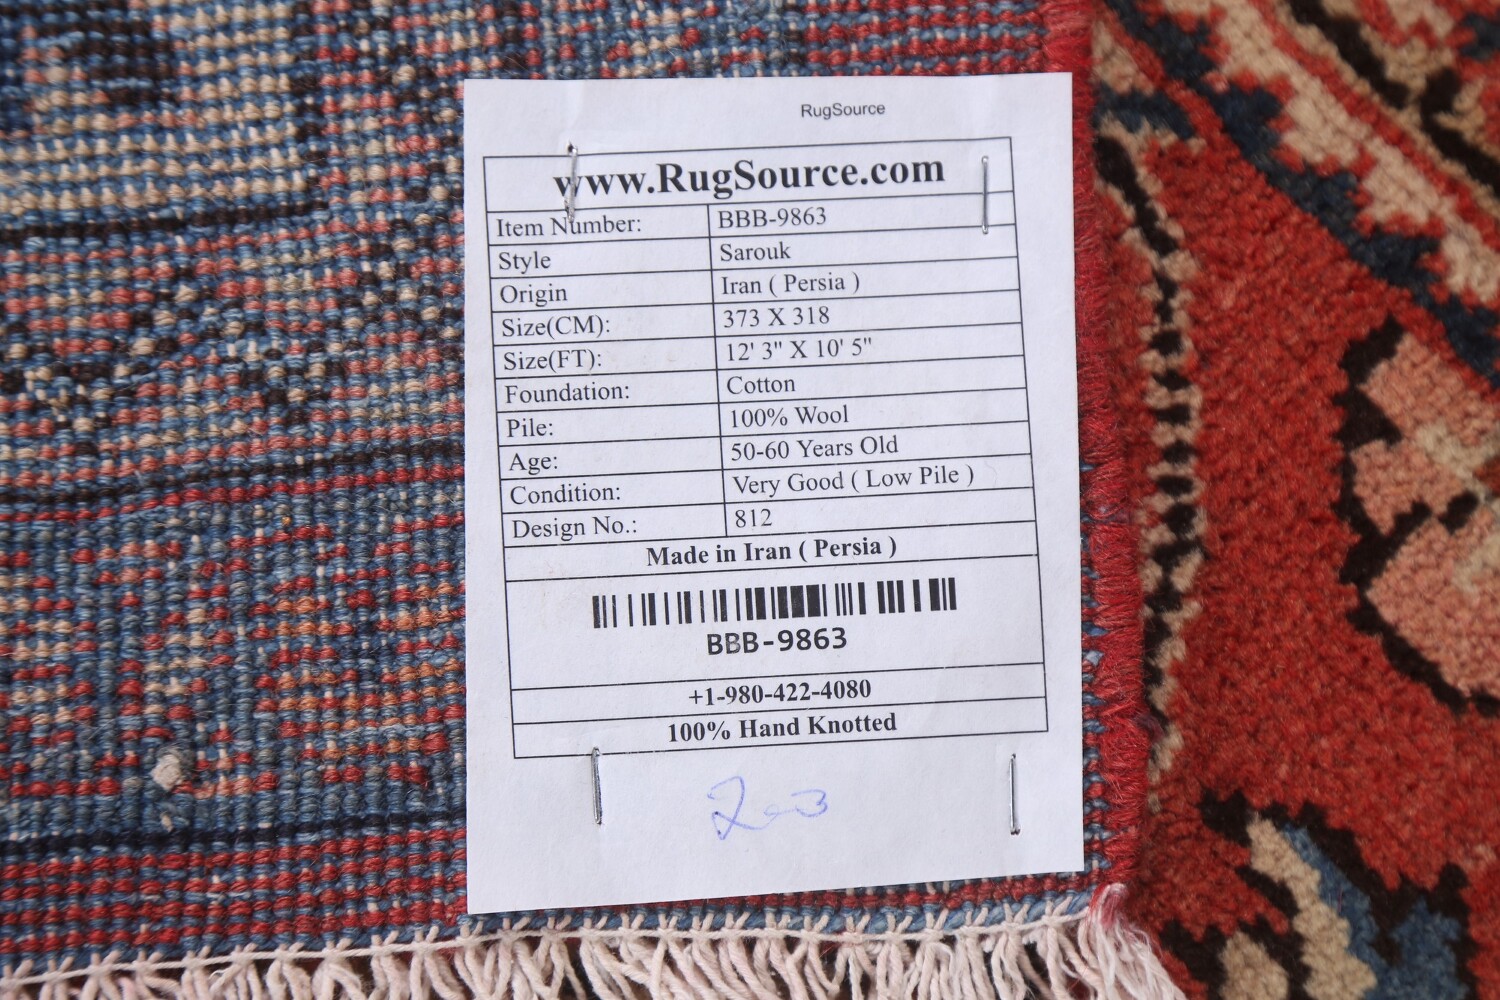 RugSource
www.RugSource.com
Item Number: BBB-9863
Style Sarouk
Origin Iran ( Persia )
Size(CM): 373 X 318
Size(FT): 12' 3" X 10' 5"
Foundation: Cotton
Pile: 100% Wool
Age: 50-60 Years Old
Condition: Very Good ( Low Pile )
Design No.: 812
Made in Iran ( Persia )
BBB-9863
+1-980-422-4080
100% Hand Knotted